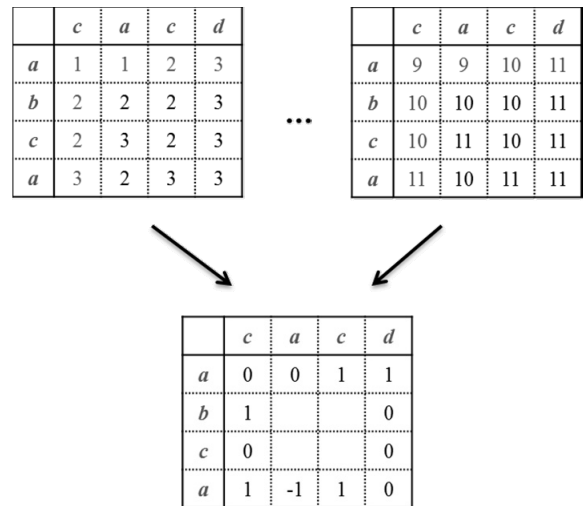 c a c d
a 1 1 2 3
b 2 2 2 3
c 2 3 2 3
a 3 2 3 3
...
c a c d
a 9 9 10 11
b 10 10 10 11
c 10 11 10 11
a 11 10 11 11
c a c d
a 0 0 1 1
b 1 0
c 0 0
a 1 -1 1 0